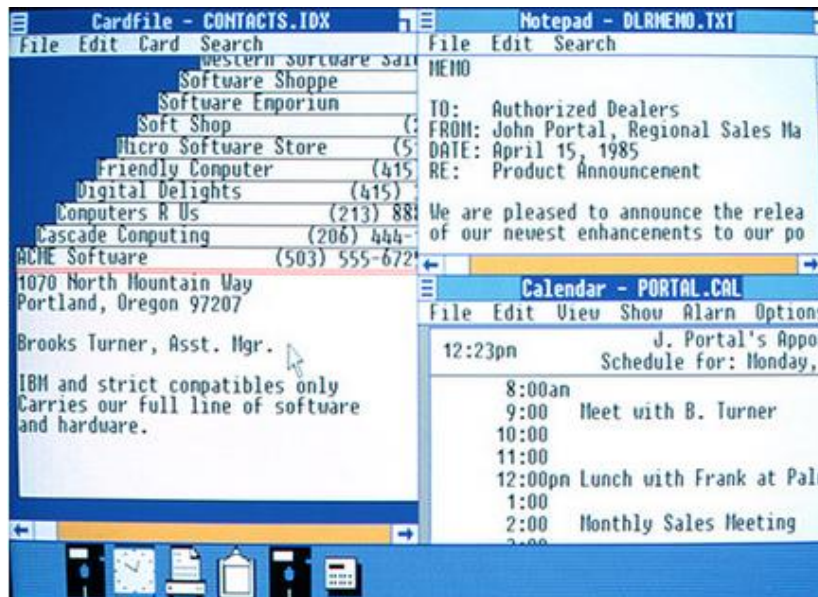 Cardfile - CONTACTS.IDX
File Edit Card Search
Western Software
Software Shoppe
Software Emporium
Soft Shop
Micro Software Store (5
Friendly Computer (415
Digital Delights (415)
Computers R Us (213) 88
Cascade Computing (206) 444-
ACME Software (503) 555-672
1070 North Mountain Way
Portland, Oregon 97207
Brooks Turner, Asst. Mgr.
IBM and strict compatibles only
Carries our full line of software
and hardware.
Notepad - DLRMEMO.TXT
File Edit Search
MEMO
TO: Authorized Dealers
FROM: John Portal, Regional Sales Ma
DATE: April 15, 1985
RE: Product Announcement
We are pleased to announce the relea
of our newest enhancements to our po
Calendar - PORTAL.CAL
File Edit View Show Alarm Options
12:23pm
J. Portal's Appo
Schedule for: Monday,
8:00am
9:00 Meet with B. Turner
10:00
11:00
12:00pm Lunch with Frank at Pal
1:00
2:00 Monthly Sales Meeting